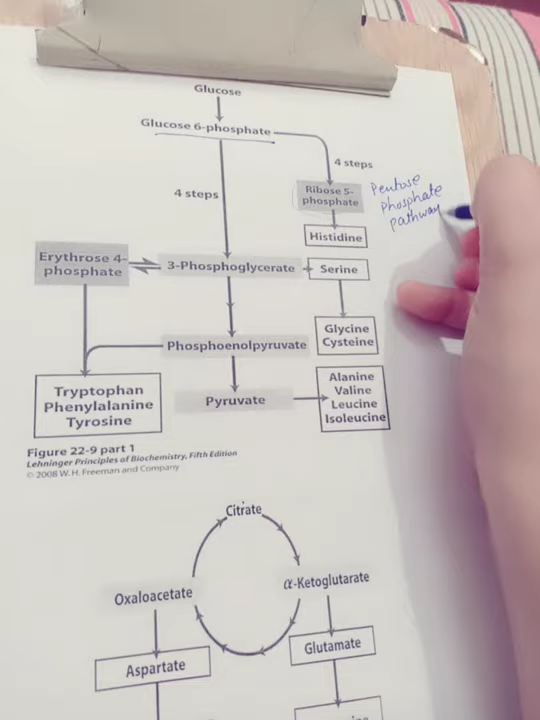 Glucose
Glucose 6-phosphate
4 steps
4 steps
Ribose 5-
phosphate
Pentose
Phosphate
pathway
Histidine
Erythrose 4-
phosphate
3-Phosphoglycerate
Serine
Glycine
Cysteine
Phosphoenolpyruvate
Tryptophan
Phenylalanine
Tyrosine
Pyruvate
Alanine
Valine
Leucine
Isoleucine
Figure 22-9 part 1
Lehninger Principles of Biochemistry, Fifth Edition
© 2008 W. H. Freeman and Company
Citrate
Oxaloacetate
α-Ketoglutarate
Aspartate
Glutamate